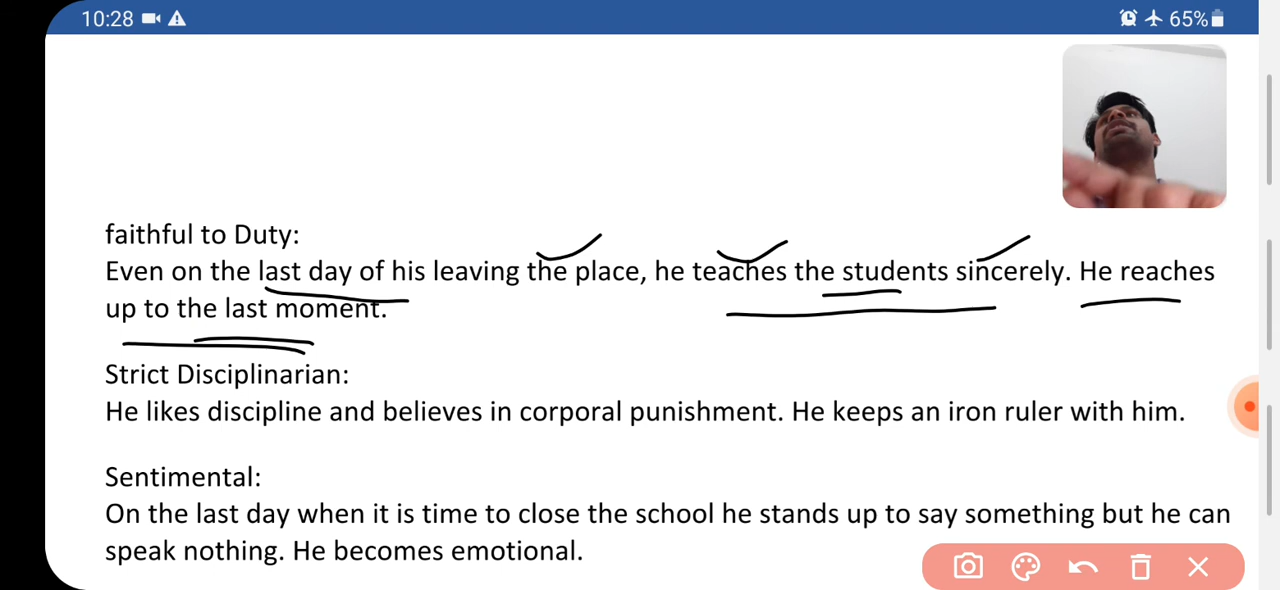 10:28 65%
faithful to Duty:
Even on the last day of his leaving the place, he teaches the students sincerely. He reaches
up to the last moment.
Strict Disciplinarian:
He likes discipline and believes in corporal punishment. He keeps an iron ruler with him.
Sentimental:
On the last day when it is time to close the school he stands up to say something but he can
speak nothing. He becomes emotional.